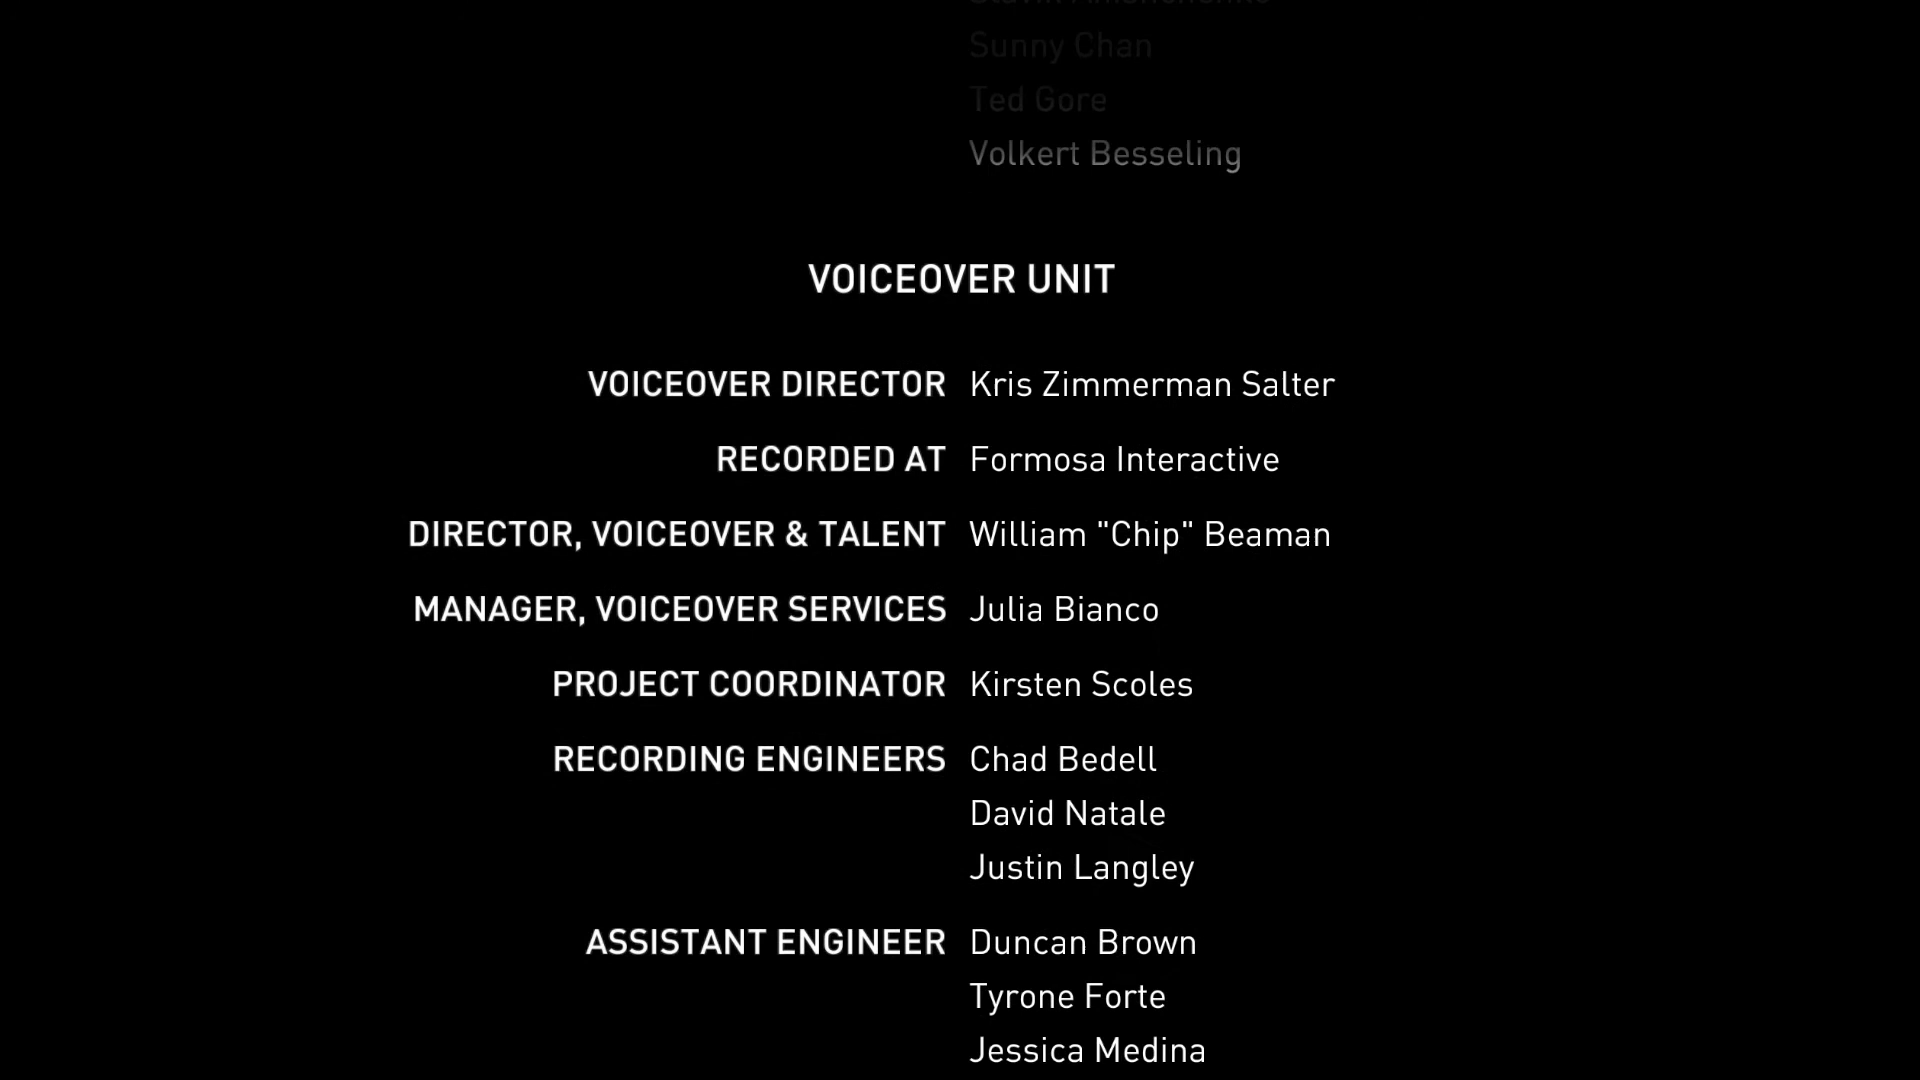 Sunny Chan
Ted Gore
Volkert Besseling
VOICEOVER UNIT
VOICEOVER DIRECTOR Kris Zimmerman Salter
RECORDED AT Formosa Interactive
DIRECTOR, VOICEOVER & TALENT William "Chip" Beaman
MANAGER, VOICEOVER SERVICES Julia Bianco
PROJECT COORDINATOR Kirsten Scoles
RECORDING ENGINEERS Chad Bedell
David Natale
Justin Langley
ASSISTANT ENGINEER Duncan Brown
Tyrone Forte
Jessica Medina